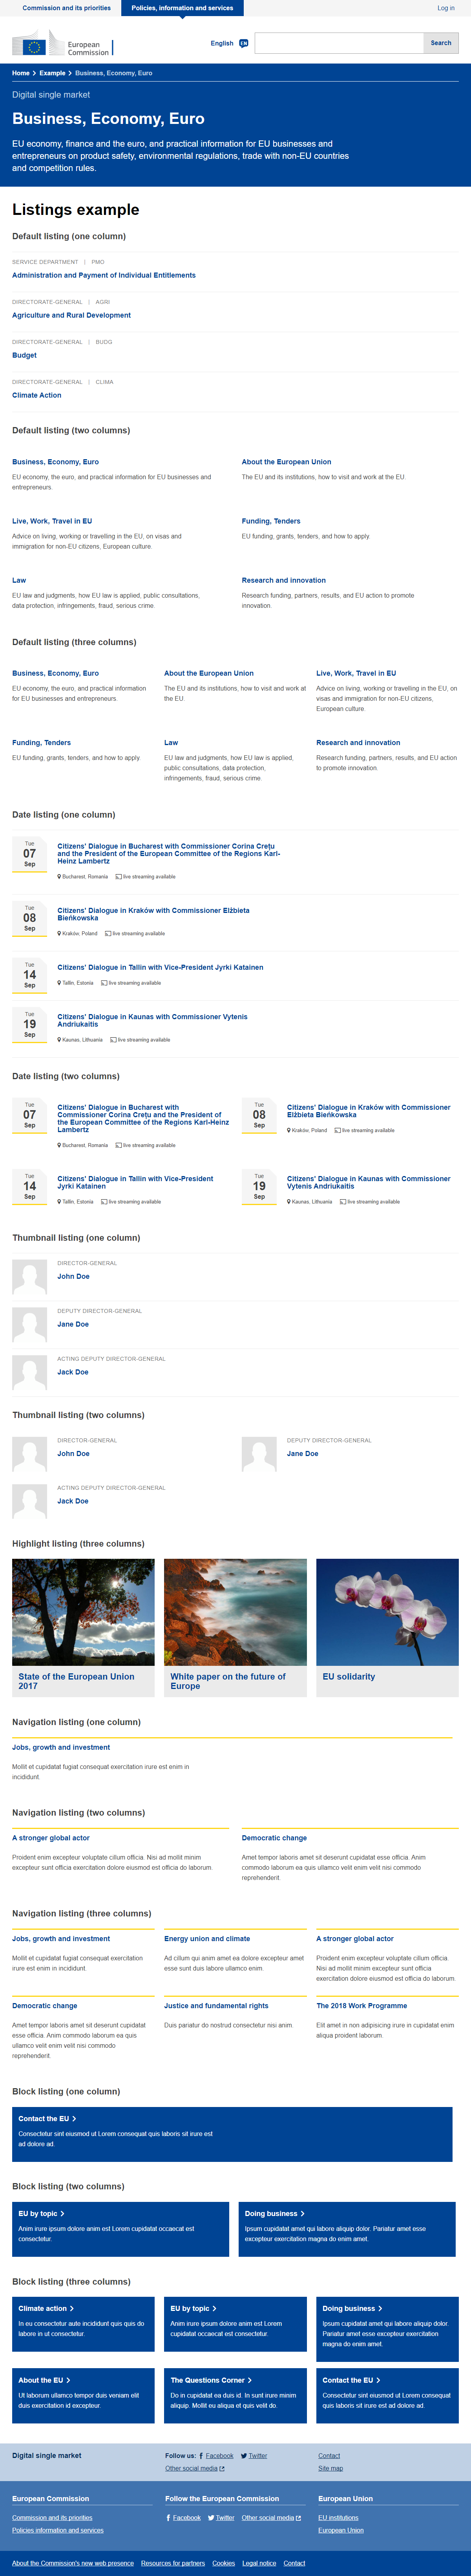 Commission and its priorities
Policies, information and services
Log in
European
Commission
English
EN
Search
Home > Example > Business, Economy, Euro
Digital single market
Business, Economy, Euro
EU economy, finance and the euro, and practical information for EU businesses and
entrepreneurs on product safety, environmental regulations, trade with non-EU countries
and competition rules.
Listings example
Default listing (one column)
SERVICE DEPARTMENT | PMO
Administration and Payment of Individual Entitlements
DIRECTORATE-GENERAL | AGRI
Agriculture and Rural Development
DIRECTORATE-GENERAL | BUDG
Budget
DIRECTORATE-GENERAL | CLIMA
Climate Action
Default listing (two columns)
Business, Economy, Euro
EU economy, the euro, and practical information for EU businesses and
entrepreneurs.
About the European Union
The EU and its institutions, how to visit and work at the EU.
Live, Work, Travel in EU
Advice on living, working or travelling in the EU, on visas and
immigration for non-EU citizens, European culture.
Funding, Tenders
EU funding, grants, tenders, and how to apply.
Law
EU law and judgments, how EU law is applied, public consultations,
data protection, infringements, fraud, serious crime.
Research and innovation
Research funding, partners, results, and EU action to promote
innovation.
Default listing (three columns)
Business, Economy, Euro
EU economy, the euro, and practical information
for EU businesses and entrepreneurs.
About the European Union
The EU and its institutions, how to visit and work at
the EU.
Live, Work, Travel in EU
Advice on living, working or travelling in the EU, on
visas and immigration for non-EU citizens,
European culture.
Funding, Tenders
EU funding, grants, tenders, and how to apply.
Law
EU law and judgments, how EU law is applied,
public consultations, data protection,
infringements, fraud, serious crime.
Research and innovation
Research funding, partners, results, and EU action
to promote innovation.
Date listing (one column)
Tue
07
Sep
Citizens' Dialogue in Bucharest with Commissioner Corina Crețu
and the President of the European Committee of the Regions Karl-
Heinz Lambertz
Bucharest, Romania live streaming available
Tue
08
Sep
Citizens' Dialogue in Kraków with Commissioner Elżbieta
Bieńkowska
Kraków, Poland live streaming available
Tue
14
Sep
Citizens' Dialogue in Tallin with Vice-President Jyrki Katainen
Tallin, Estonia live streaming available
Tue
19
Sep
Citizens' Dialogue in Kaunas with Commissioner Vytenis
Andriukaitis
Kaunas, Lithuania live streaming available
Date listing (two columns)
Tue
07
Sep
Citizens' Dialogue in Bucharest with
Commissioner Corina Crețu and the President of
the European Committee of the Regions Karl-Heinz
Lambertz
Bucharest, Romania live streaming available
Tue
08
Sep
Citizens' Dialogue in Kraków with Commissioner
Elżbieta Bieńkowska
Kraków, Poland live streaming available
Tue
14
Sep
Citizens' Dialogue in Tallin with Vice-President
Jyrki Katainen
Tallin, Estonia live streaming available
Tue
19
Sep
Citizens' Dialogue in Kaunas with Commissioner
Vytenis Andriukaitis
Kaunas, Lithuania live streaming available
Thumbnail listing (one column)
DIRECTOR-GENERAL
John Doe
DEPUTY DIRECTOR-GENERAL
Jane Doe
ACTING DEPUTY DIRECTOR-GENERAL
Jack Doe
Thumbnail listing (two columns)
DIRECTOR-GENERAL
John Doe
DEPUTY DIRECTOR-GENERAL
Jane Doe
ACTING DEPUTY DIRECTOR-GENERAL
Jack Doe
Highlight listing (three columns)
State of the European Union
2017
White paper on the future of
Europe
EU solidarity
Navigation listing (one column)
Jobs, growth and investment
Mollit et cupidatat fugiat consequat exercitation irure est enim in
incididunt.
Navigation listing (two columns)
A stronger global actor
Proident enim excepteur voluptate cillum officia. Nisi ad mollit minim
excepteur sunt officia exercitation dolore eiusmod est officia do laborum.
Democratic change
Amet tempor laboris amet sit deserunt cupidatat esse officia. Anim
commodo laborum ea quis ullamco velit enim velit nisi commodo
reprehenderit.
Navigation listing (three columns)
Jobs, growth and investment
Mollit et cupidatat fugiat consequat exercitation
irure est enim in incididunt.
Energy union and climate
Ad cillum qui anim amet ea dolore excepteur amet
esse sunt duis labore ullamco enim.
A stronger global actor
Proident enim excepteur voluptate cillum officia.
Nisi ad mollit minim excepteur sunt officia
exercitation dolore eiusmod est officia do laborum.
Democratic change
Amet tempor laboris amet sit deserunt cupidatat
esse officia. Anim commodo laborum ea quis
ullamco velit enim velit nisi commodo
reprehenderit.
Justice and fundamental rights
Duis pariatur do nostrud consectetur nisi anim.
The 2018 Work Programme
Elit amet in non adipisicing irure in cupidatat enim
aliqua proident laborum.
Block listing (one column)
Contact the EU >
Consectetur sint eiusmod ut Lorem consequat quis laboris sit irure est
ad dolore ad.
Block listing (two columns)
EU by topic >
Anim irure ipsum dolore anim est Lorem cupidatat occaecat est
consectetur.
Doing business >
Ipsum cupidatat amet qui labore aliquip dolor. Pariatur amet esse
excepteur exercitation magna do enim amet.
Block listing (three columns)
Climate action >
In eu consectetur aute incididunt quis quis do
labore in ut consectetur.
EU by topic >
Anim irure ipsum dolore anim est Lorem
cupidatat occaecat est consectetur.
Doing business >
Ipsum cupidatat amet qui labore aliquip dolor.
Pariatur amet esse excepteur exercitation
magna do enim amet.
About the EU >
Ut laborum ullamco tempor duis veniam elit
duis exercitation id excepteur.
The Questions Corner >
Do in cupidatat ea duis id. In sunt irure minim
aliquip. Mollit eu aliqua et quis velit do.
Contact the EU >
Consectetur sint eiusmod ut Lorem consequat
quis laboris sit irure est ad dolore ad.
Digital single market
Follow us: Facebook Twitter
Other social media
Contact
Site map
European Commission
Commission and its priorities
Policies information and services
Follow the European Commission
Facebook Twitter Other social media
European Union
EU institutions
European Union
About the Commission's new web presence Resources for partners Cookies Legal notice Contact